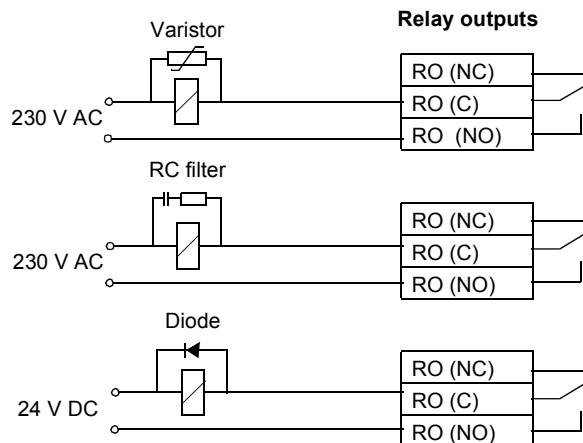 Relay outputs
Varistor
230 V AC
RO (NC)
RO (C)
RO (NO)
RC filter
230 V AC
RO (NC)
RO (C)
RO (NO)
Diode
24 V DC
RO (NC)
RO (C)
RO (NO)